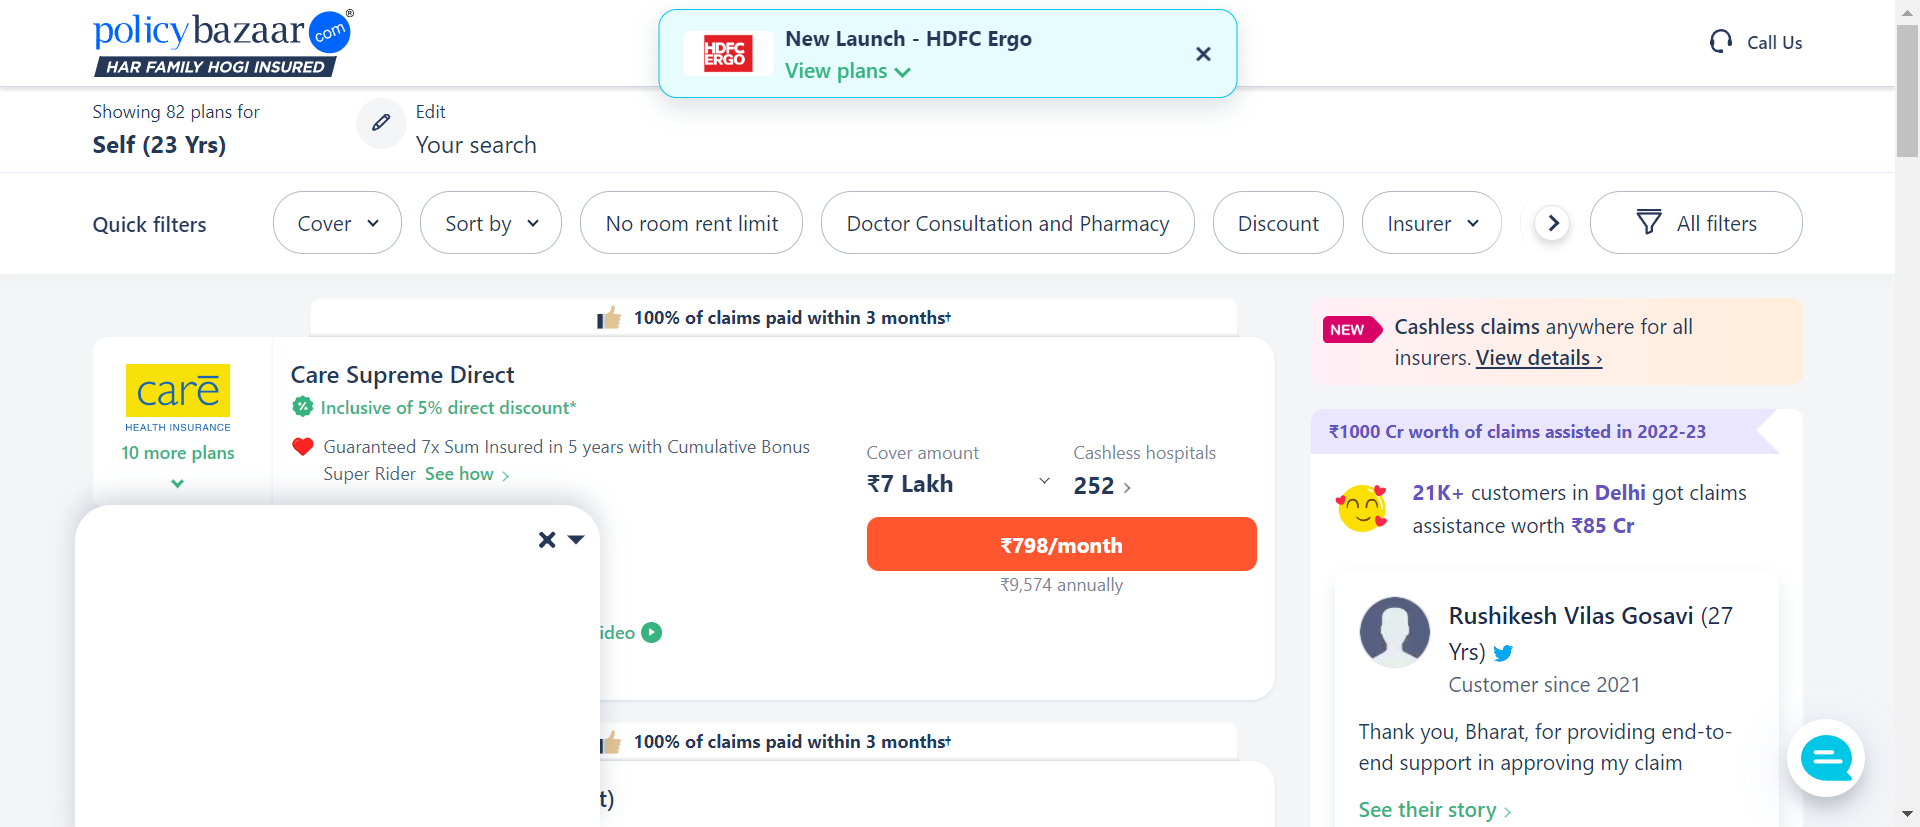 policybazaar.com®
HAR FAMILY HOGI INSURED
HDFC ERGO
New Launch - HDFC Ergo
View plans
Call Us
Showing 82 plans for
Self (23 Yrs)
Edit
Your search
Quick filters
Cover
Sort by
No room rent limit
Doctor Consultation and Pharmacy
Discount
Insurer
All filters
100% of claims paid within 3 months†
care
HEALTH INSURANCE
10 more plans
Care Supreme Direct
Inclusive of 5% direct discount*
Guaranteed 7x Sum Insured in 5 years with Cumulative Bonus
Super Rider See how ›
Cover amount
₹7 Lakh
Cashless hospitals
252 ›
₹798/month
₹9,574 annually
ideo
100% of claims paid within 3 months†
t)
NEW
Cashless claims anywhere for all
insurers. View details ›
₹1000 Cr worth of claims assisted in 2022-23
21K+ customers in Delhi got claims
assistance worth ₹85 Cr
Rushikesh Vilas Gosavi (27
Yrs)
Customer since 2021
Thank you, Bharat, for providing end-to-
end support in approving my claim
See their story ›